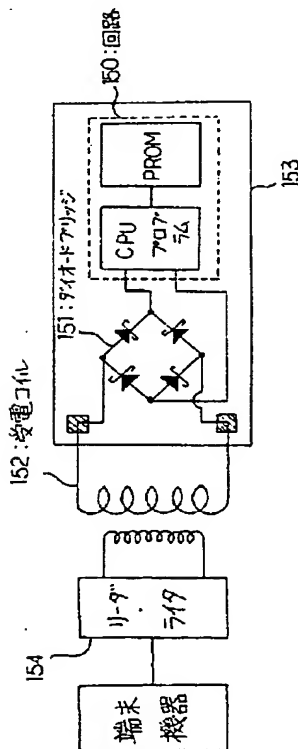 150:回路
151:ダイオードブリッジ
PROM
CPU
プログ
ラム
152:受電コイル
153
154
リーダ・
ライタ
端末
機器